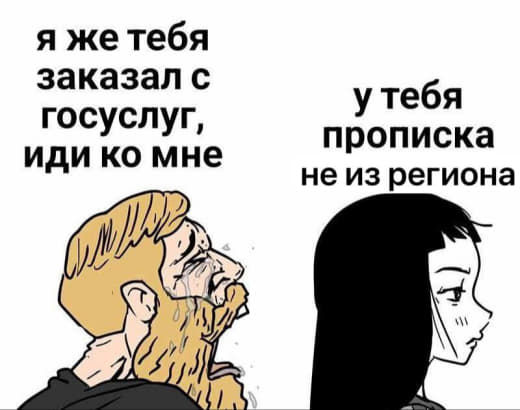 я же тебя
заказал с
госуслуг,
иди ко мне
у тебя
прописка
не из региона